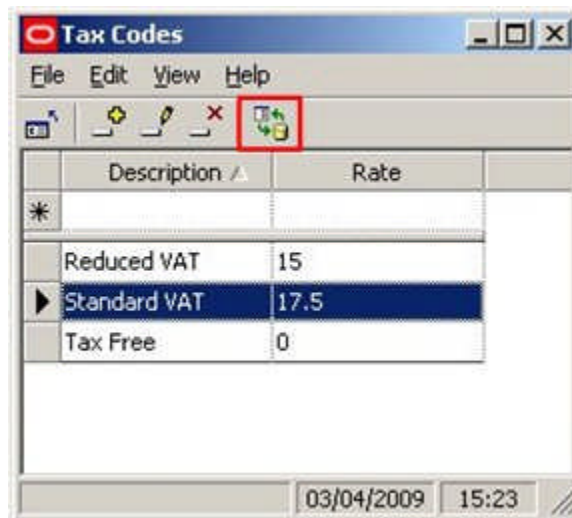 Tax Codes
File Edit View Help
Description Rate
Reduced VAT 15
Standard VAT 17.5
Tax Free 0
03/04/2009 15:23